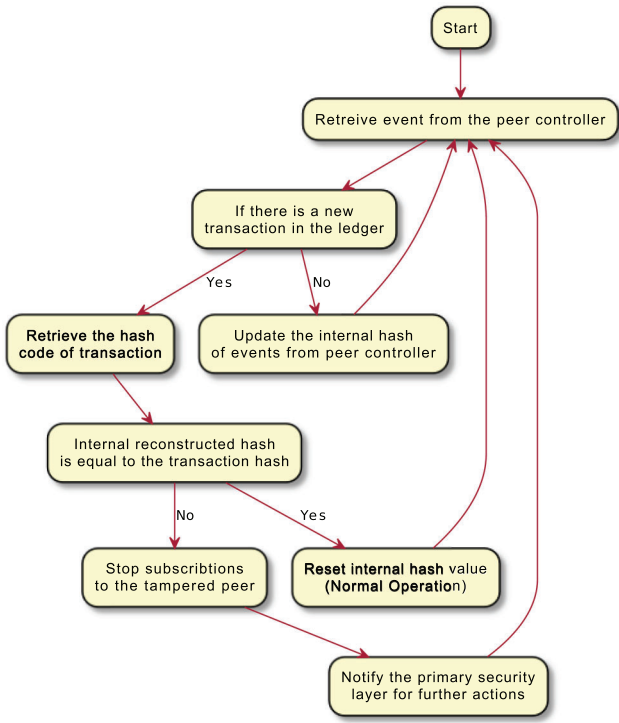 Start
Retreive event from the peer controller
If there is a new
transaction in the ledger
Yes
No
Retrieve the hash
code of transaction
Update the internal hash
of events from peer controller
Internal reconstructed hash
is equal to the transaction hash
No
Yes
Stop subscribtions
to the tampered peer
Reset internal hash value
(Normal Operation)
Notify the primary security
layer for further actions